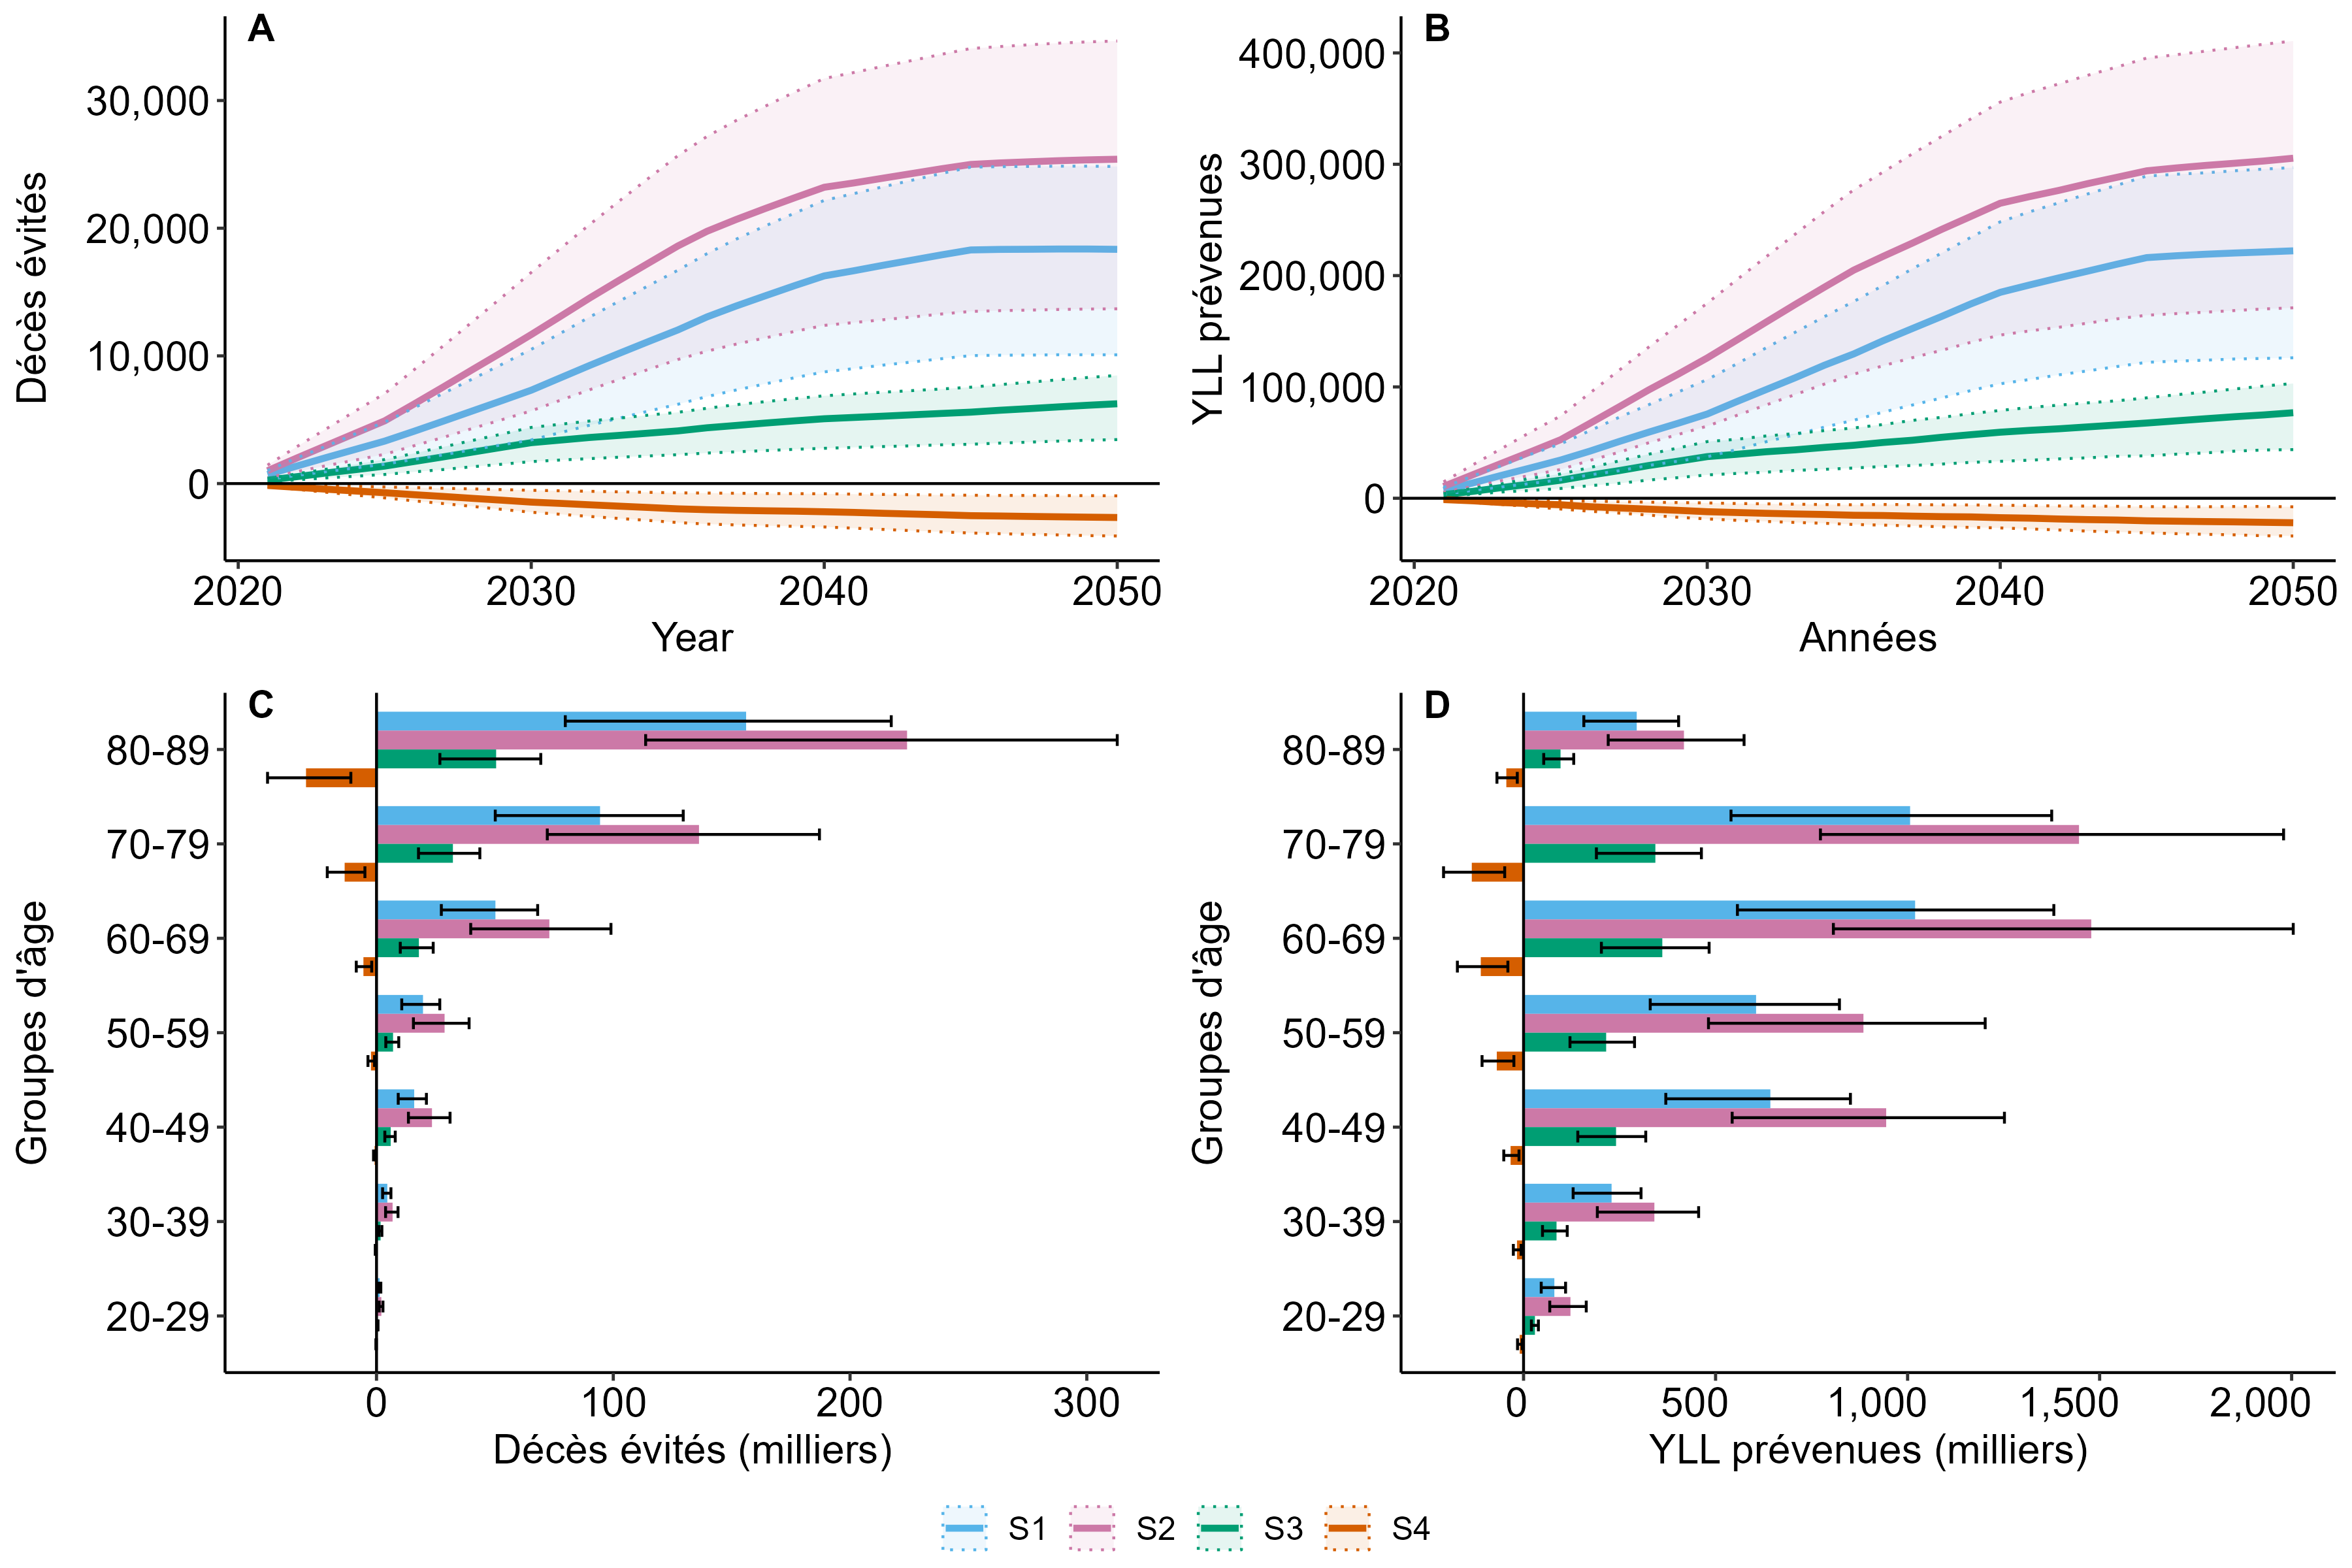 A
Décès évités
30,000
20,000
10,000
0
2020 2030 2040 2050
Year
B
YLL prévenues
400,000
300,000
200,000
100,000
0
2020 2030 2040 2050
Années
C
Groupes d'âge
80-89
70-79
60-69
50-59
40-49
30-39
20-29
0 100 200 300
Décès évités (milliers)
D
Groupes d'âge
80-89
70-79
60-69
50-59
40-49
30-39
20-29
0 500 1,000 1,500 2,000
YLL prévenues (milliers)
S1 S2 S3 S4